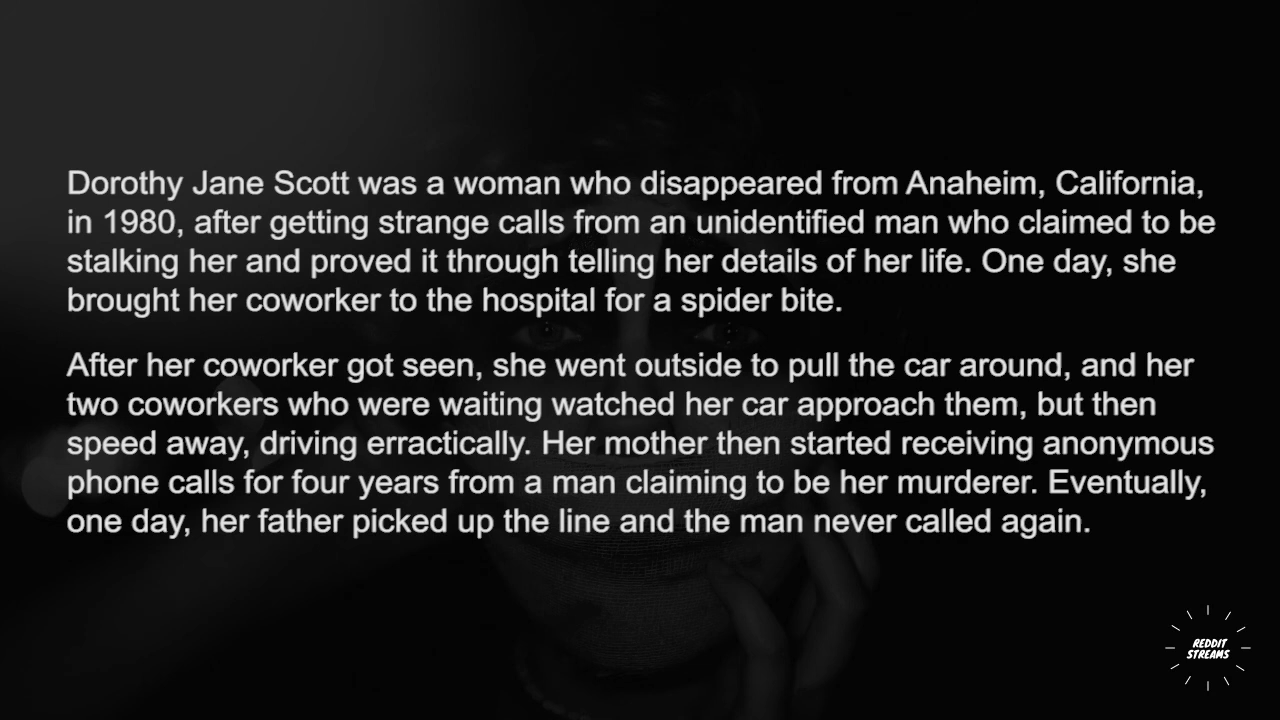 Dorothy Jane Scott was a woman who disappeared from Anaheim, California,
in 1980, after getting strange calls from an unidentified man who claimed to be
stalking her and proved it through telling her details of her life. One day, she
brought her coworker to the hospital for a spider bite.
After her coworker got seen, she went outside to pull the car around, and her
two coworkers who were waiting watched her car approach them, but then
speed away, driving erractically. Her mother then started receiving anonymous
phone calls for four years from a man claiming to be her murderer. Eventually,
one day, her father picked up the line and the man never called again.
REDDIT
STREAMS